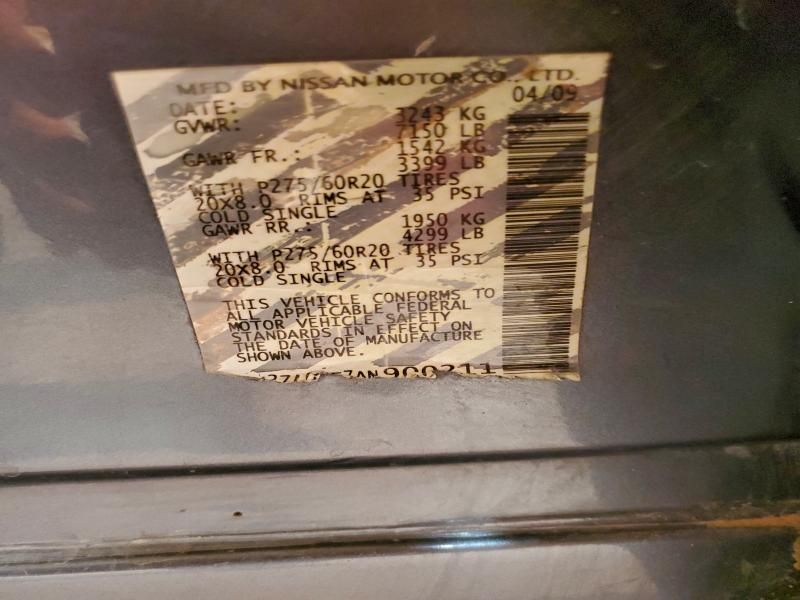 MFD BY NISSAN MOTOR CO., LTD.
DATE: 04/09
GVWR: 3243 KG
7150 LB
GAWR FR.: 1542 KG
3399 LB
WITH P275/60R20 TIRES
20X8.0 RIMS AT 35 PSI
COLD SINGLE
GAWR RR.: 1950 KG
4299 LB
WITH P275/60R20 TIRES
20X8.0 RIMS AT 35 PSI
COLD SINGLE
THIS VEHICLE CONFORMS TO
ALL APPLICABLE FEDERAL
MOTOR VEHICLE SAFETY
STANDARDS IN EFFECT ON
THE DATE OF MANUFACTURE
SHOWN ABOVE.
900211